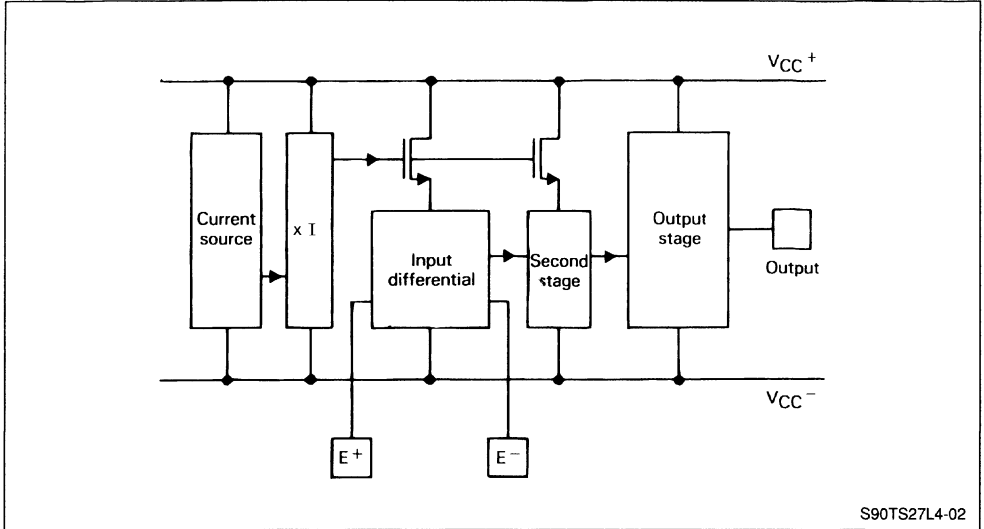 VCC+
Current
source
x I
Input
differential
Second
stage
Output
stage
Output
VCC-
E+
E-
S90TS27L4-02